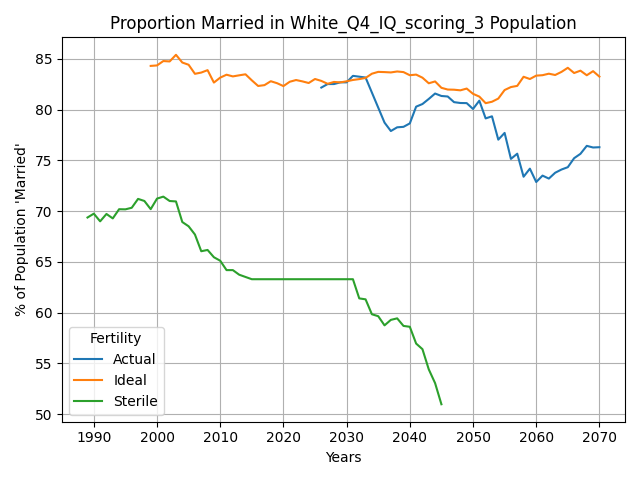 Proportion Married in White_Q4_IQ_scoring_3 Population
% of Population 'Married'
85
80
75
70
65
60
55
50
Fertility
Actual
Ideal
Sterile
1990 2000 2010 2020 2030 2040 2050 2060 2070
Years